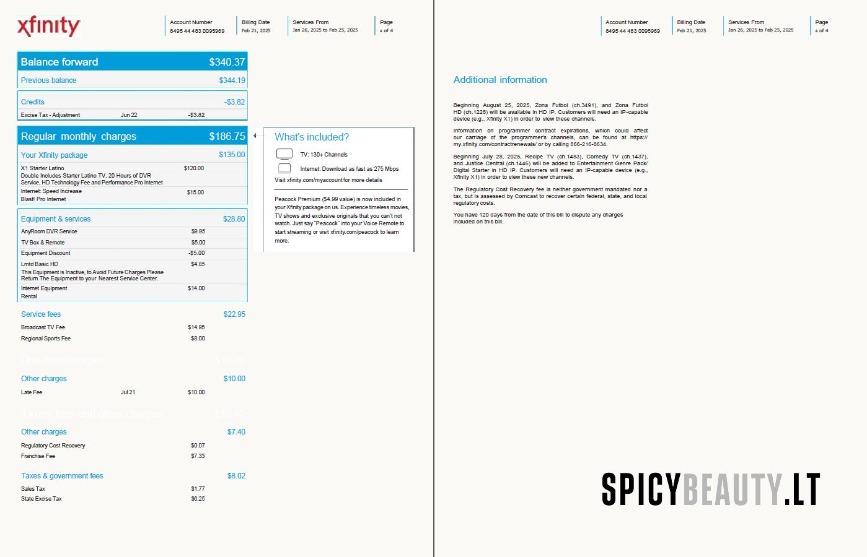 xfinity
Account Number
8495 44 483 0095969
Billing Date
Feb 21, 2025
Services From
Jan 26, 2025 to Feb 25, 2025
Page
of 4
Balance forward $340.37
Previous balance $344.19
Credits -$3.82
Excise Tax - Adjustment Jun 22 -$3.82
Regular monthly charges $186.75
Your Xfinity package $135.00
X1 Starter Latino $120.00
Double Includes Starter Latino TV, 20 Hours of DVR
Service, HD Technology Fee and Performance Pro Internet
Internet: Speed Increase $15.00
Blast! Pro Internet
Equipment & services $28.80
AnyRoom DVR Service $9.95
TV Box & Remote $5.00
Equipment Discount -$5.00
Lmtd Basic HD $4.85
This Equipment is Inactive, to Avoid Future Charges Please
Return The Equipment to your Nearest Service Center.
Internet Equipment $14.00
Rental
Service fees $22.95
Broadcast TV Fee $14.95
Regional Sports Fee $8.00
Other charges $10.00
Late Fee Jul 21 $10.00
Taxes, fees and other charges
Other charges $7.40
Regulatory Cost Recovery $0.07
Franchise Fee $7.33
Taxes & government fees $8.02
Sales Tax $1.77
State Excise Tax $6.25
What's included?
TV: 130+ Channels
Internet: Download as fast as 275 Mbps
Visit xfinity.com/myaccount for more details
Peacock Premium ($4.99 value) is now included in
your Xfinity package on us. Experience timeless movies,
TV shows and exclusive originals that you can't not
watch. Just say "Peacock" into your Voice Remote to
start streaming or visit xfinity.com/peacock to learn
more.
Account Number
8495 44 483 0095969
Billing Date
Feb 21, 2025
Services From
Jan 26, 2025 to Feb 25, 2025
Page
of 4
Additional information
Beginning August 25, 2025, Zona Futbol (ch.3491), and Zona Futbol
HD (ch.1228) will be available in HD IP. Customers will need an IP-capable
device (e.g., Xfinity X1) in order to view these channels.
Information on programmer contract expirations, which could affect
our carriage of the programmer's channels, can be found at https://
my.xfinity.com/contractrenewals/ or by calling 866-216-8634.
Beginning July 28, 2025, Recipe TV (ch.1483), Comedy TV (ch.1437),
and Justice Central (ch.1445) will be added to Entertainment Genre Pack/
Digital Starter in HD IP. Customers will need an IP-capable device (e.g.,
Xfinity X1) in order to view these channels.
The Regulatory Cost Recovery fee is neither government mandated nor a
tax, but is assessed by Comcast to recover certain federal, state, and local
regulatory costs.
You have 120 days from the date of this bill to dispute any charges
included on this bill.
SPICYBEAUTY.LT